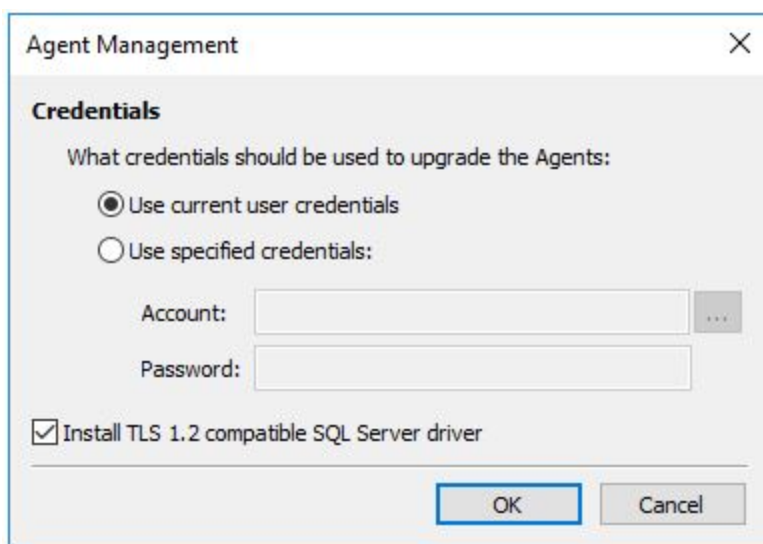 Agent Management
Credentials
What credentials should be used to upgrade the Agents:
Use current user credentials
Use specified credentials:
Account:
...
Password:
Install TLS 1.2 compatible SQL Server driver
OK Cancel